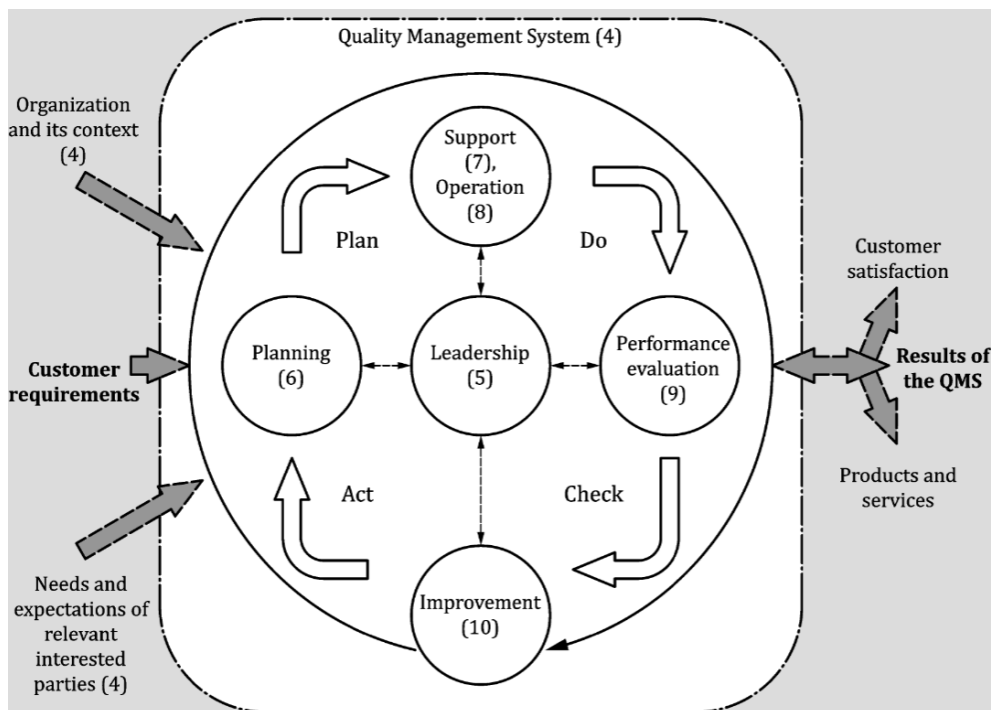 Quality Management System (4)
Organization
and its context
(4)
Support
(7),
Operation
(8)
Plan
Do
Customer
satisfaction
Planning
(6)
Leadership
(5)
Performance
evaluation
(9)
Customer
requirements
Results of
the QMS
Act
Check
Products and
services
Needs and
expectations of
relevant
interested
parties (4)
Improvement
(10)